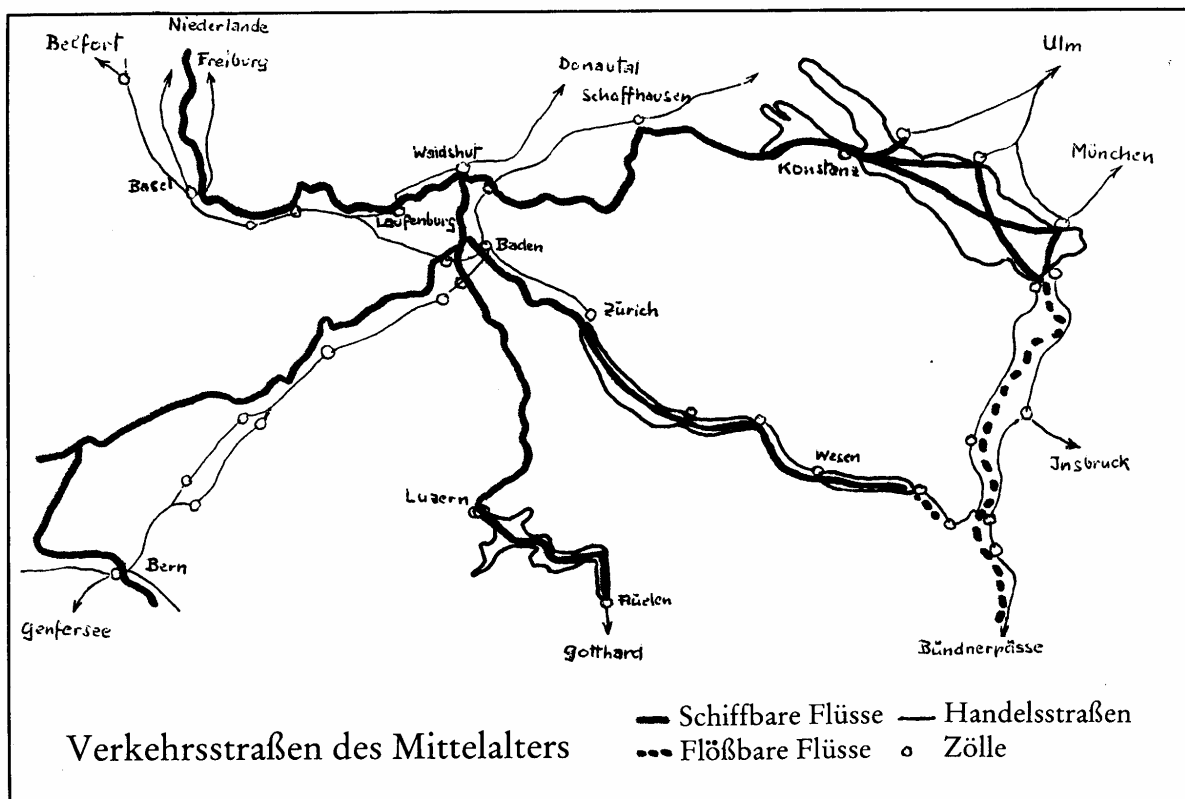 Niederlande
Belfort
Freiburg
Donautal
Schaffhausen
Ulm
Waldshut
München
Basel
Konstanz
Laufenburg
Baden
Zürich
Wesen
Insbruck
Luzern
Bern
Flüelen
Genfersee
Gotthard
Bündnerpässe
Verkehrsstraßen des Mittelalters
Schiffbare Flüsse
Handelsstraßen
Flößbare Flüsse
Zölle